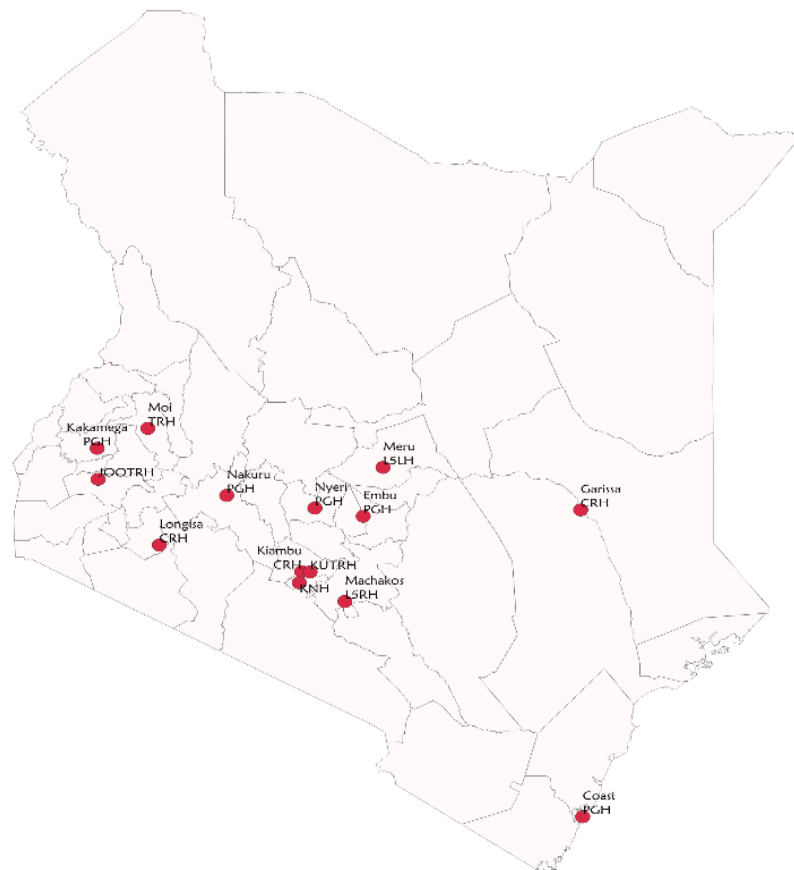 Moi
TRH
Kakamega
PGH
JOOTRH
Meru
L5LH
Nakuru
PGH
Nyeri
PGH
Embu
PGH
Garissa
CRH
Longisa
CRH
Kiambu
CRH
KUTRH
KNH
Machakos
L5RH
Coast
PGH